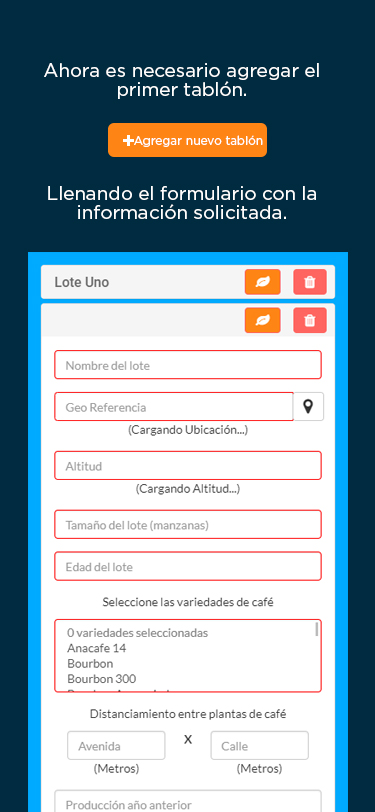 Ahora es necesario agregar el
primer tablón.
Agregar nuevo tablón
Llenando el formulario con la
información solicitada.
Lote Uno
Nombre del lote
Geo Referencia
(Cargando Ubicación...)
Altitud
(Cargando Altitud...)
Tamaño del lote (manzanas)
Edad del lote
Seleccione las variedades de café
0 variedades seleccionadas
Anacafe 14
Bourbon
Bourbon 300
Distanciamiento entre plantas de café
Avenida X Calle
(Metros) (Metros)
Producción año anterior